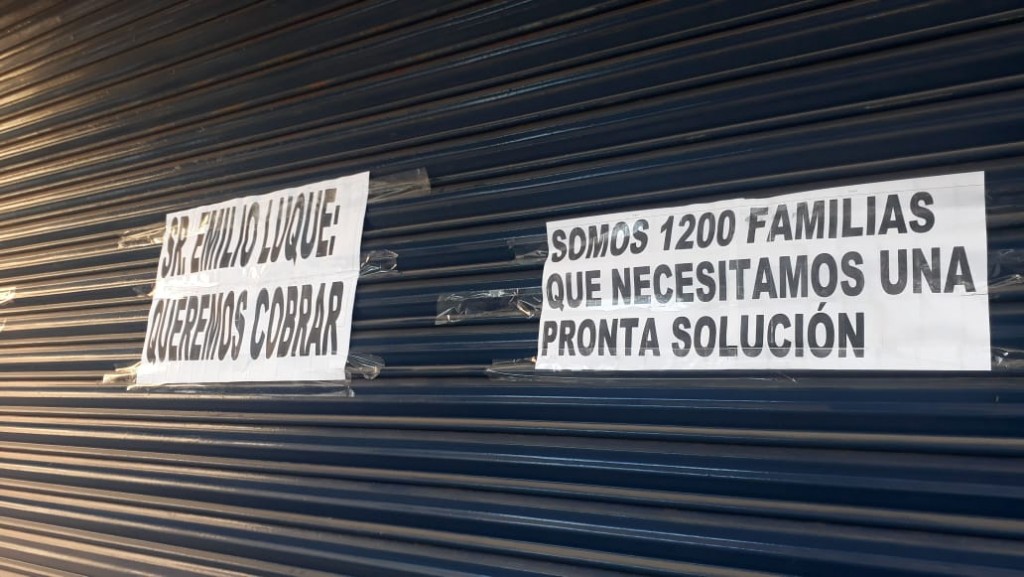 SR. EMILIO LUQUE:
QUEREMOS COBRAR
SOMOS 1200 FAMILIAS
QUE NECESITAMOS UNA
PRONTA SOLUCIÓN